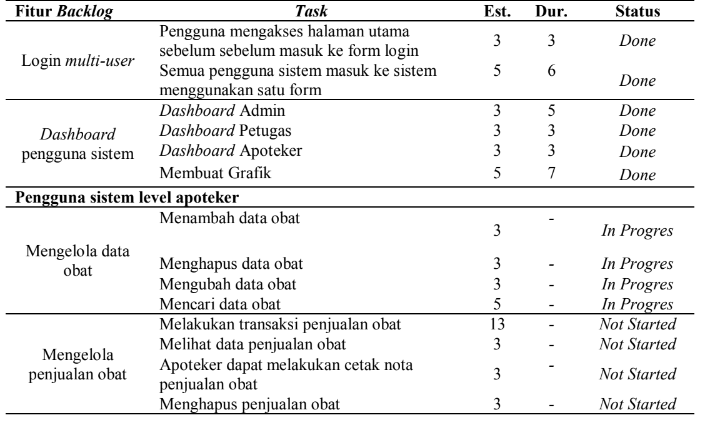 Fitur Backlog Task Est. Dur. Status
Login multi-user
Pengguna mengakses halaman utama
sebelum sebelum masuk ke form login 3 3 Done
Semua pengguna sistem masuk ke sistem
menggunakan satu form 5 6 Done
Dashboard
pengguna sistem
Dashboard Admin 3 5 Done
Dashboard Petugas 3 3 Done
Dashboard Apoteker 3 3 Done
Membuat Grafik 5 7 Done
Pengguna sistem level apoteker
Mengelola data
obat
Menambah data obat 3 - In Progres
Menghapus data obat 3 - In Progres
Mengubah data obat 3 - In Progres
Mencari data obat 5 - In Progres
Mengelola
penjualan obat
Melakukan transaksi penjualan obat 13 - Not Started
Melihat data penjualan obat 3 - Not Started
Apoteker dapat melakukan cetak nota
penjualan obat 3 - Not Started
Menghapus penjualan obat 3 - Not Started